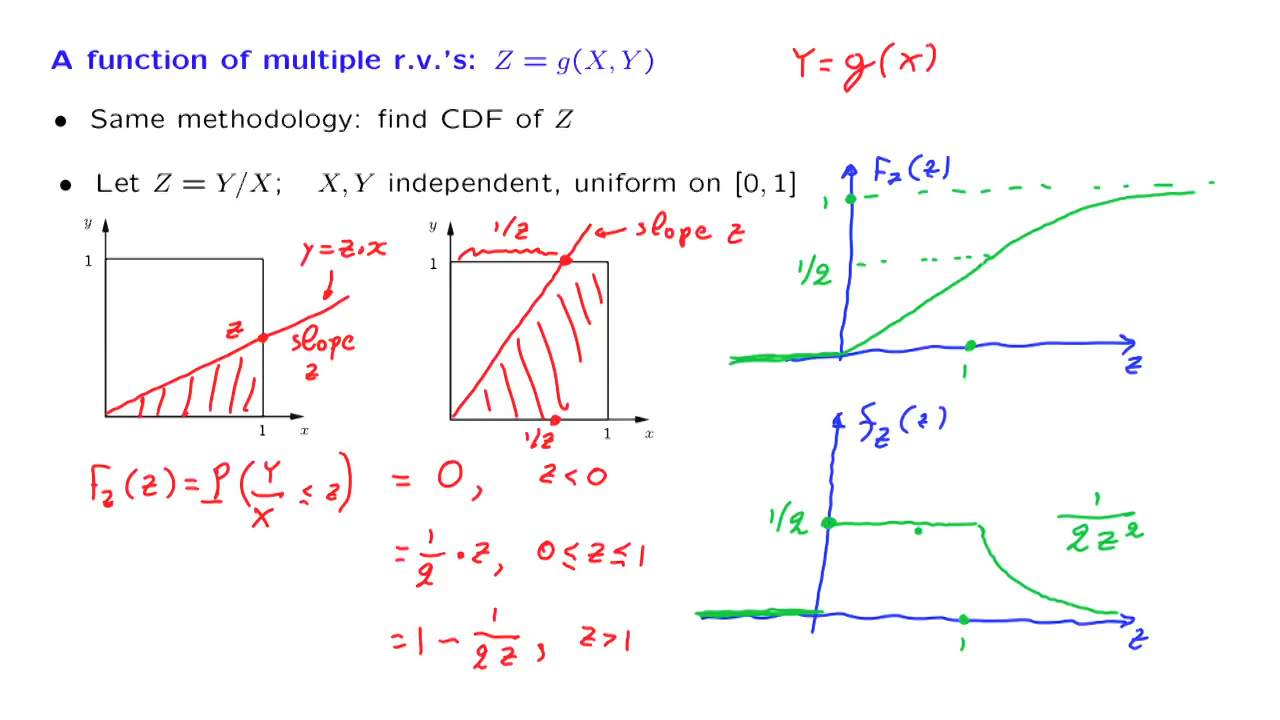 A function of multiple r.v.'s: Z = g(X, Y)
Y = g(x)
• Same methodology: find CDF of Z
• Let Z = Y/X; X, Y independent, uniform on [0, 1]
y
1
y = z·x
z
slope z
1
x
y
1/z
slope z
1
1/z
1
x
F_Z(z)
1
1/2
1
z
F_Z(z) = P(Y/X ≤ z) = 0, z < 0
= 1/2 · z, 0 ≤ z ≤ 1
= 1 − 1/(2z), z > 1
f_Z(z)
1/2
1/(2z²)
1
z